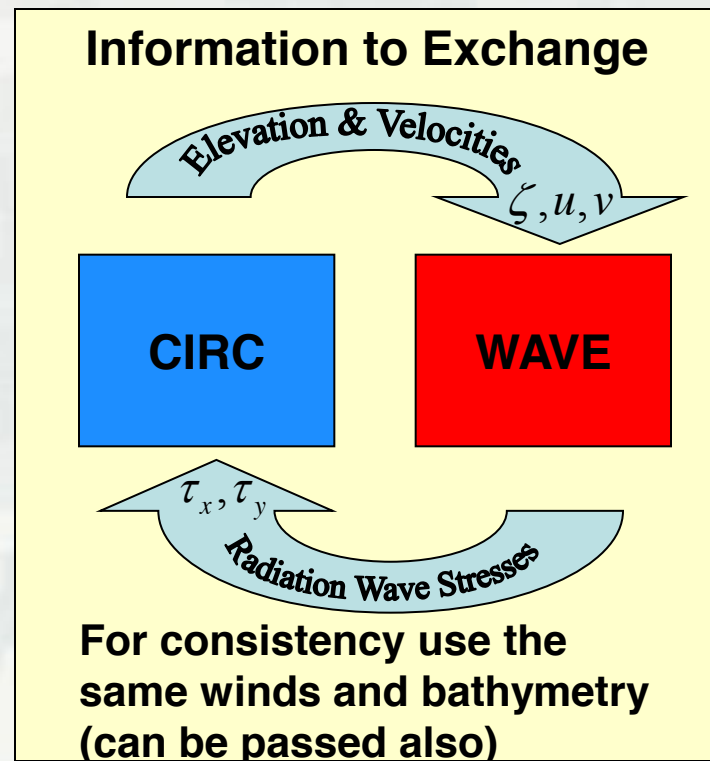 Information to Exchange
Elevation & Velocities
ζ, u, v
CIRC
WAVE
τx, τy
Radiation Wave Stresses
For consistency use the
same winds and bathymetry
(can be passed also)